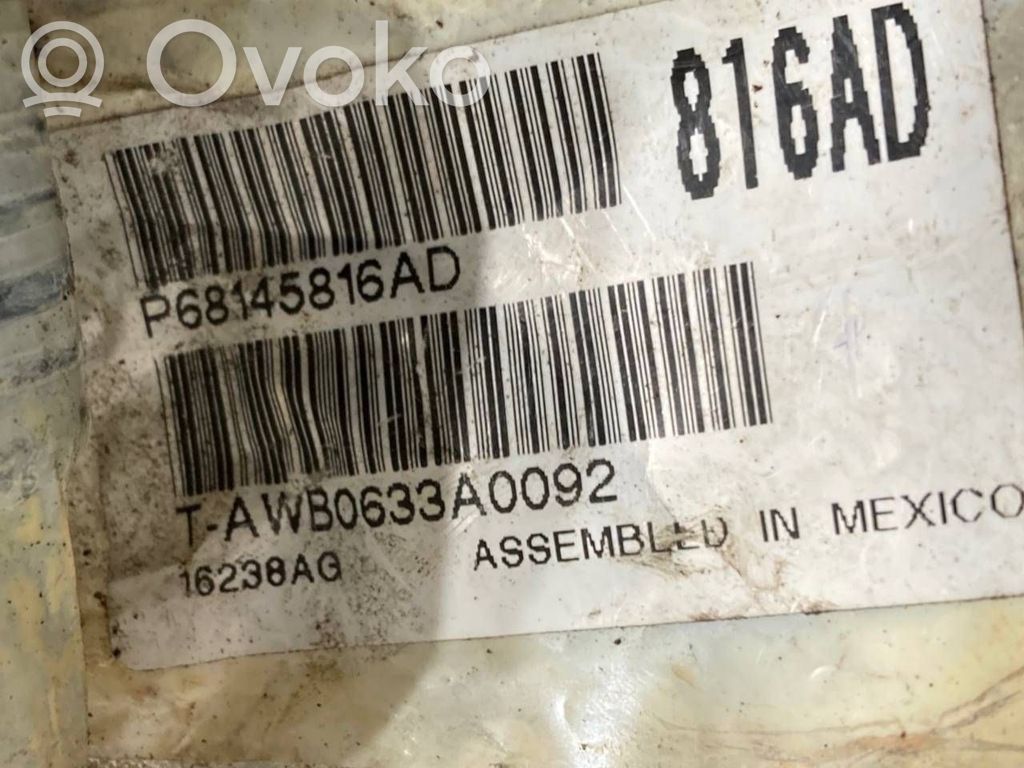 Ovoko
816AD
P68145816AD
T-AWB0633A0092
16238AG
ASSEMBLED IN MEXICO